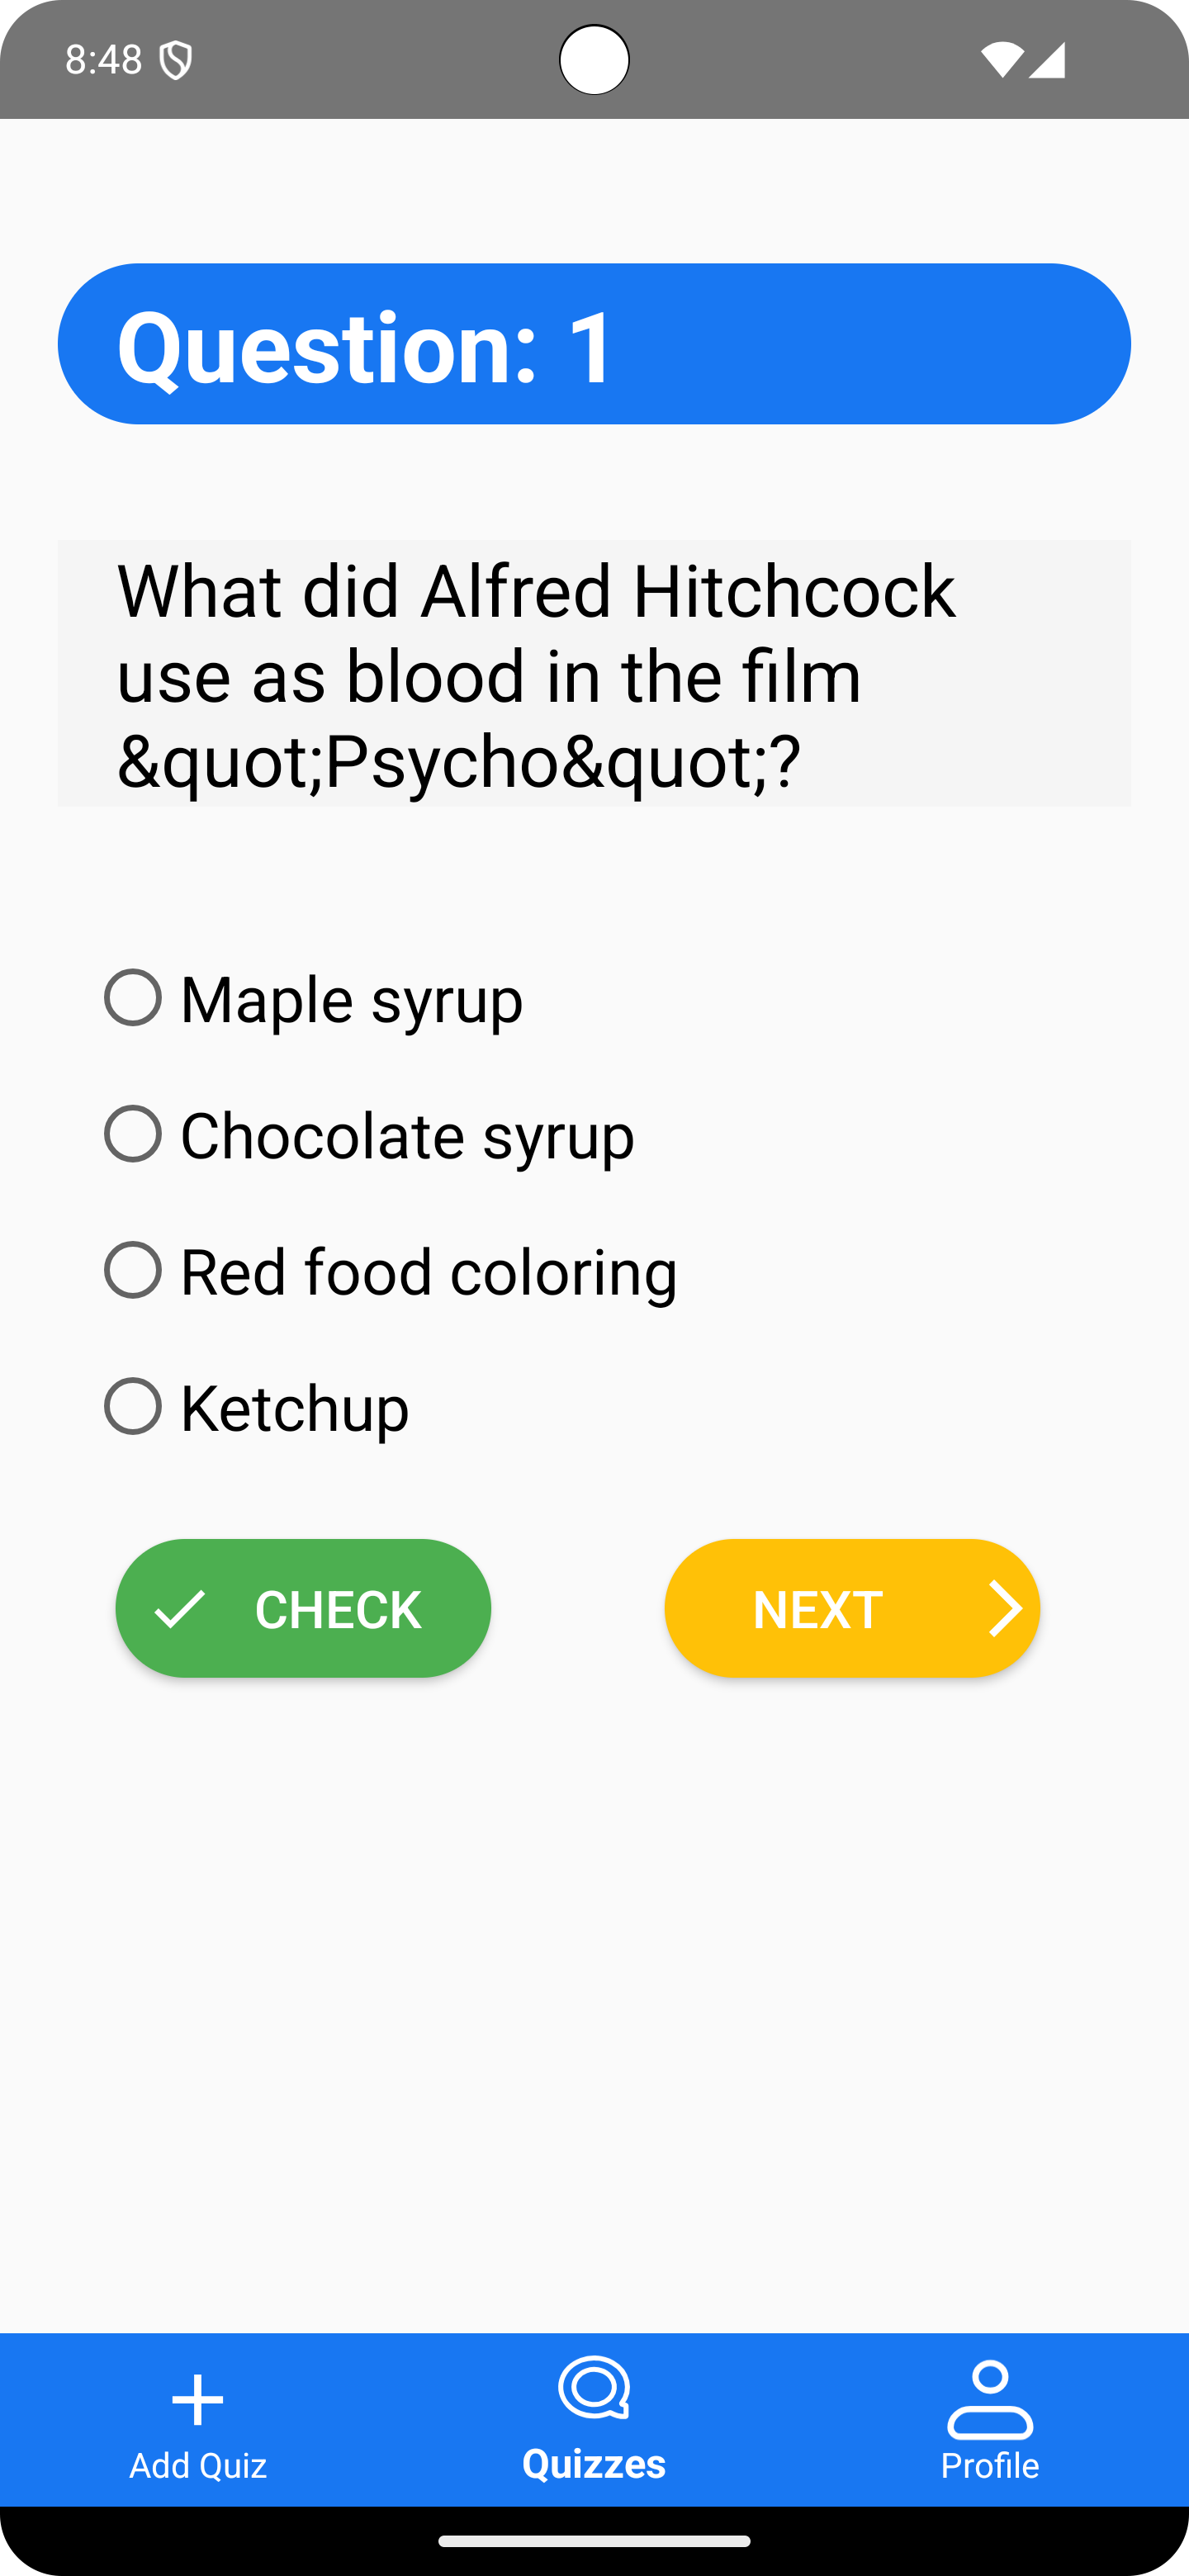 8:48
Question: 1
What did Alfred Hitchcock
use as blood in the film
&quot;Psycho&quot;?
Maple syrup
Chocolate syrup
Red food coloring
Ketchup
CHECK
NEXT
Add Quiz
Quizzes
Profile